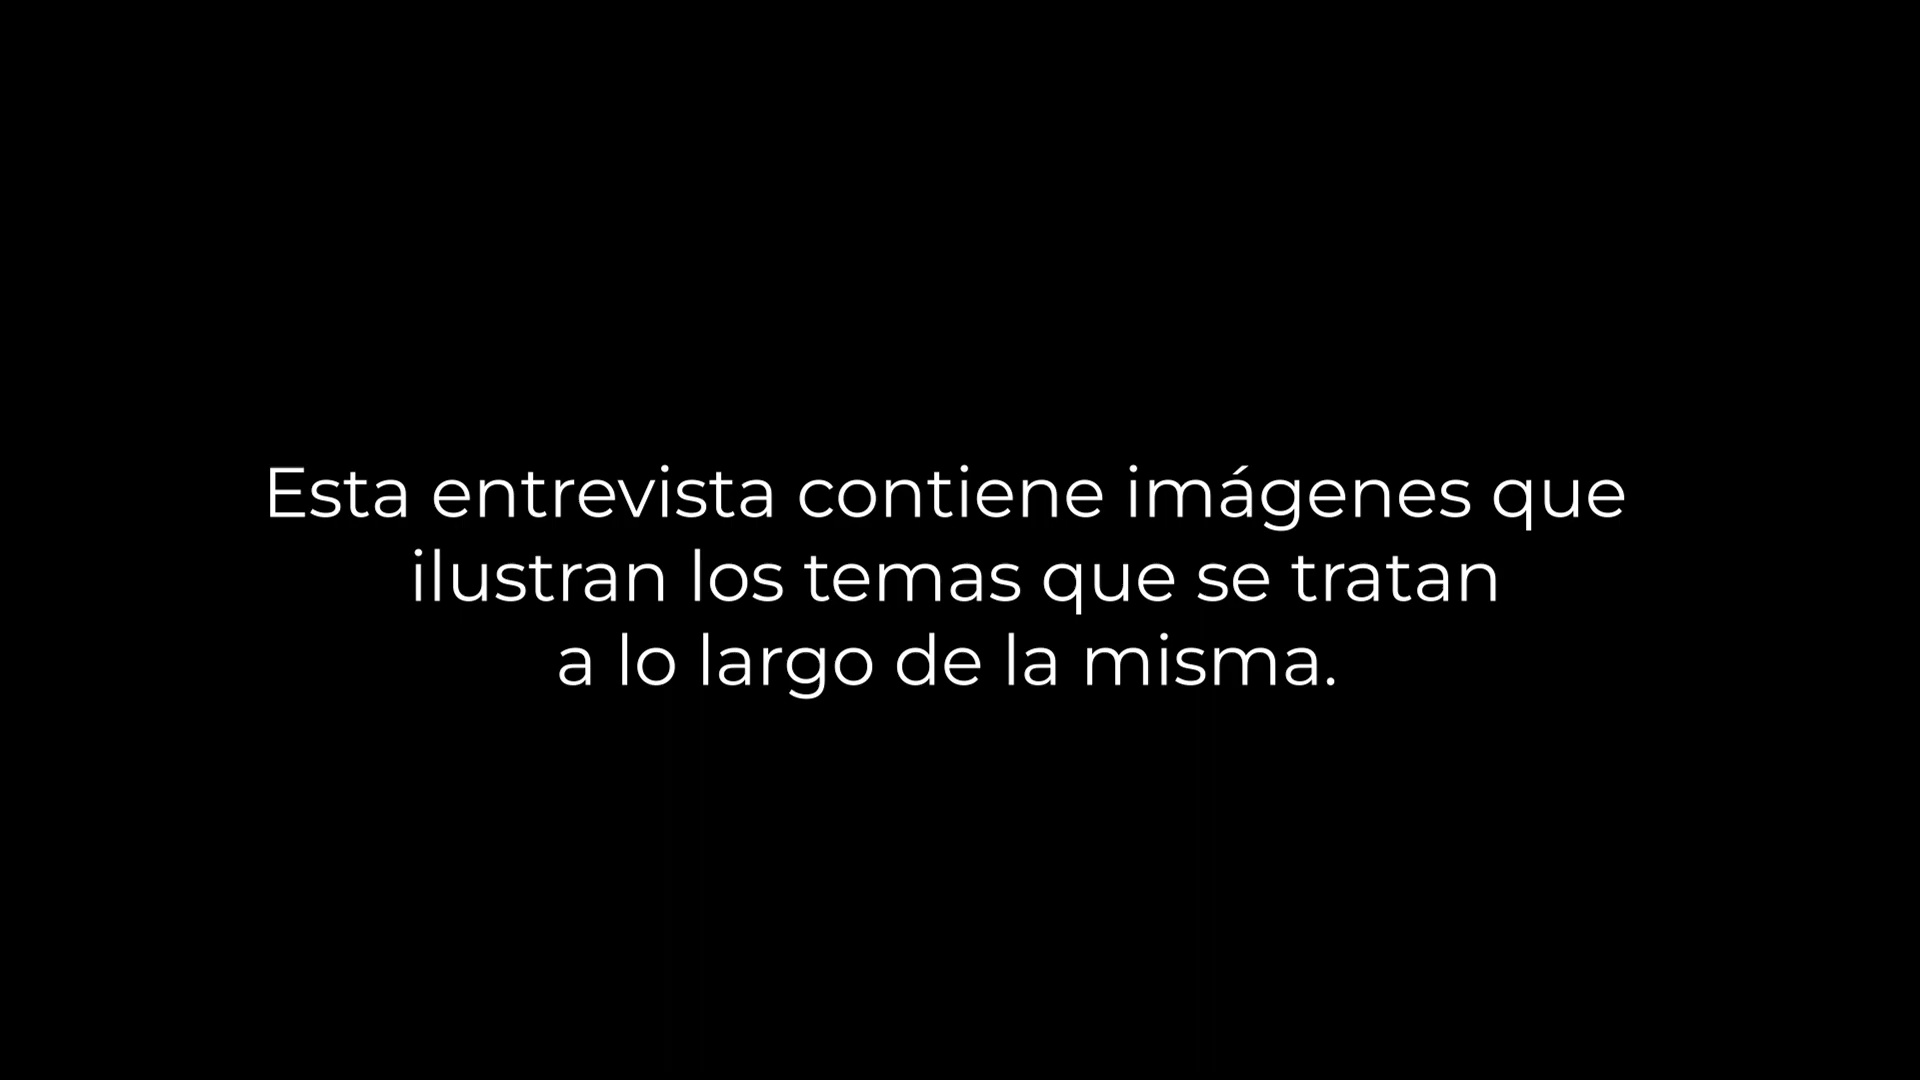 Esta entrevista contiene imágenes que
ilustran los temas que se tratan
a lo largo de la misma.